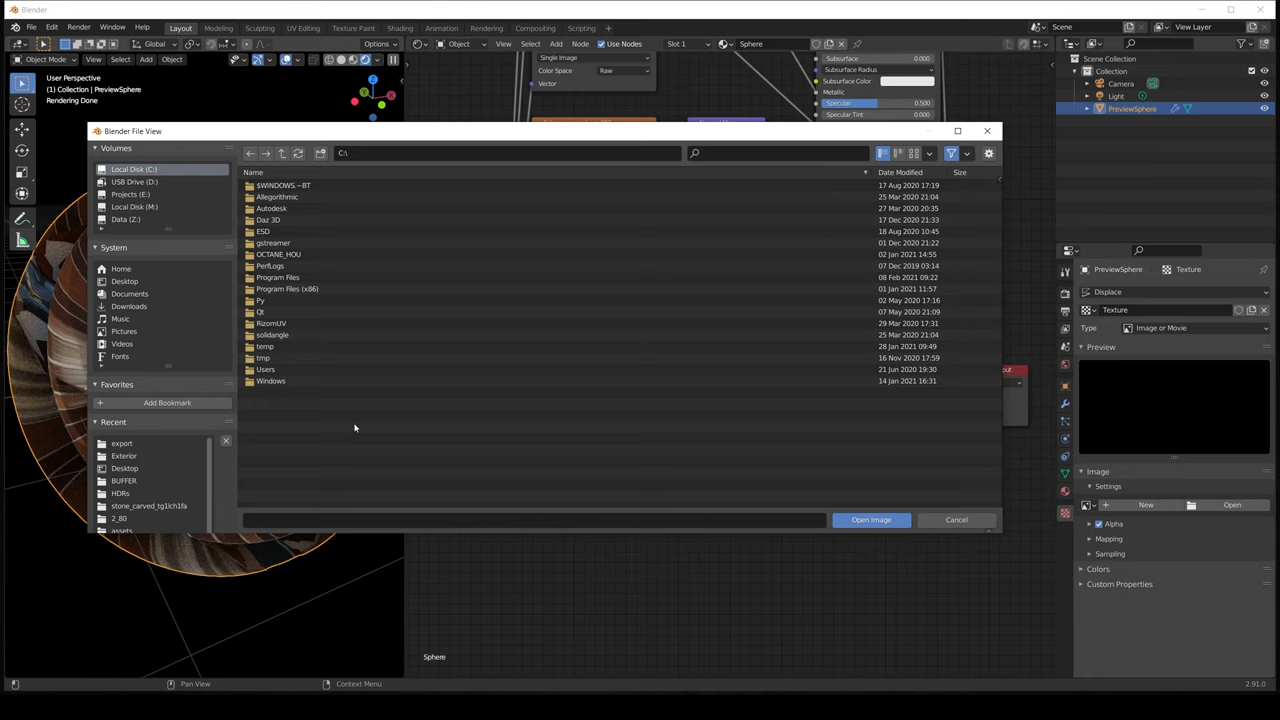 Blender
File Edit Render Window Help Layout Modeling Sculpting UV Editing Texture Paint Shading Animation Rendering Compositing Scripting + Scene View Layer
Global Options Object View Select Add Node Use Nodes Slot 1 Sphere
Object Mode View Select Add Object
User Perspective
(1) Collection | PreviewSphere
Rendering Done
Z
Y
Single Image
Color Space Raw
Vector
Subsurface 0.000
Subsurface Radius
Subsurface Color
Metallic
Specular 0.500
Specular Tint 0.000
Scene Collection
Collection
Camera
Light
PreviewSphere
Blender File View
Volumes
Local Disk (C:)
USB Drive (D:)
Projects (E:)
Local Disk (M:)
Data (Z:)
System
Home
Desktop
Documents
Downloads
Music
Pictures
Videos
Fonts
Favorites
Add Bookmark
Recent
export
Exterior
Desktop
BUFFER
HDRs
stone_carved_tg1lch1fa
2_80
assets
C:\
Name Date Modified Size
$WINDOWS.~BT 17 Aug 2020 17:19
Allegorithmic 25 Mar 2020 21:04
Autodesk 27 Mar 2020 20:35
Daz 3D 17 Dec 2020 21:33
ESD 18 Aug 2020 10:45
gstreamer 01 Dec 2020 21:22
OCTANE_HOU 02 Jan 2021 14:55
PerfLogs 07 Dec 2019 03:14
Program Files 08 Feb 2021 09:22
Program Files (x86) 01 Jan 2021 11:57
Py 02 May 2020 17:16
Qt 07 May 2020 21:09
RizomUV 29 Mar 2020 17:31
solidangle 25 Mar 2020 21:04
temp 28 Jan 2021 09:49
tmp 16 Nov 2020 17:59
Users 21 Jun 2020 19:30
Windows 14 Jan 2021 16:31
Open Image Cancel
PreviewSphere Texture
Displace
Texture
Type Image or Movie
Preview
Image
Settings
New Open
Alpha
Mapping
Sampling
Colors
Custom Properties
Sphere
Pan View Context Menu 2.91.0